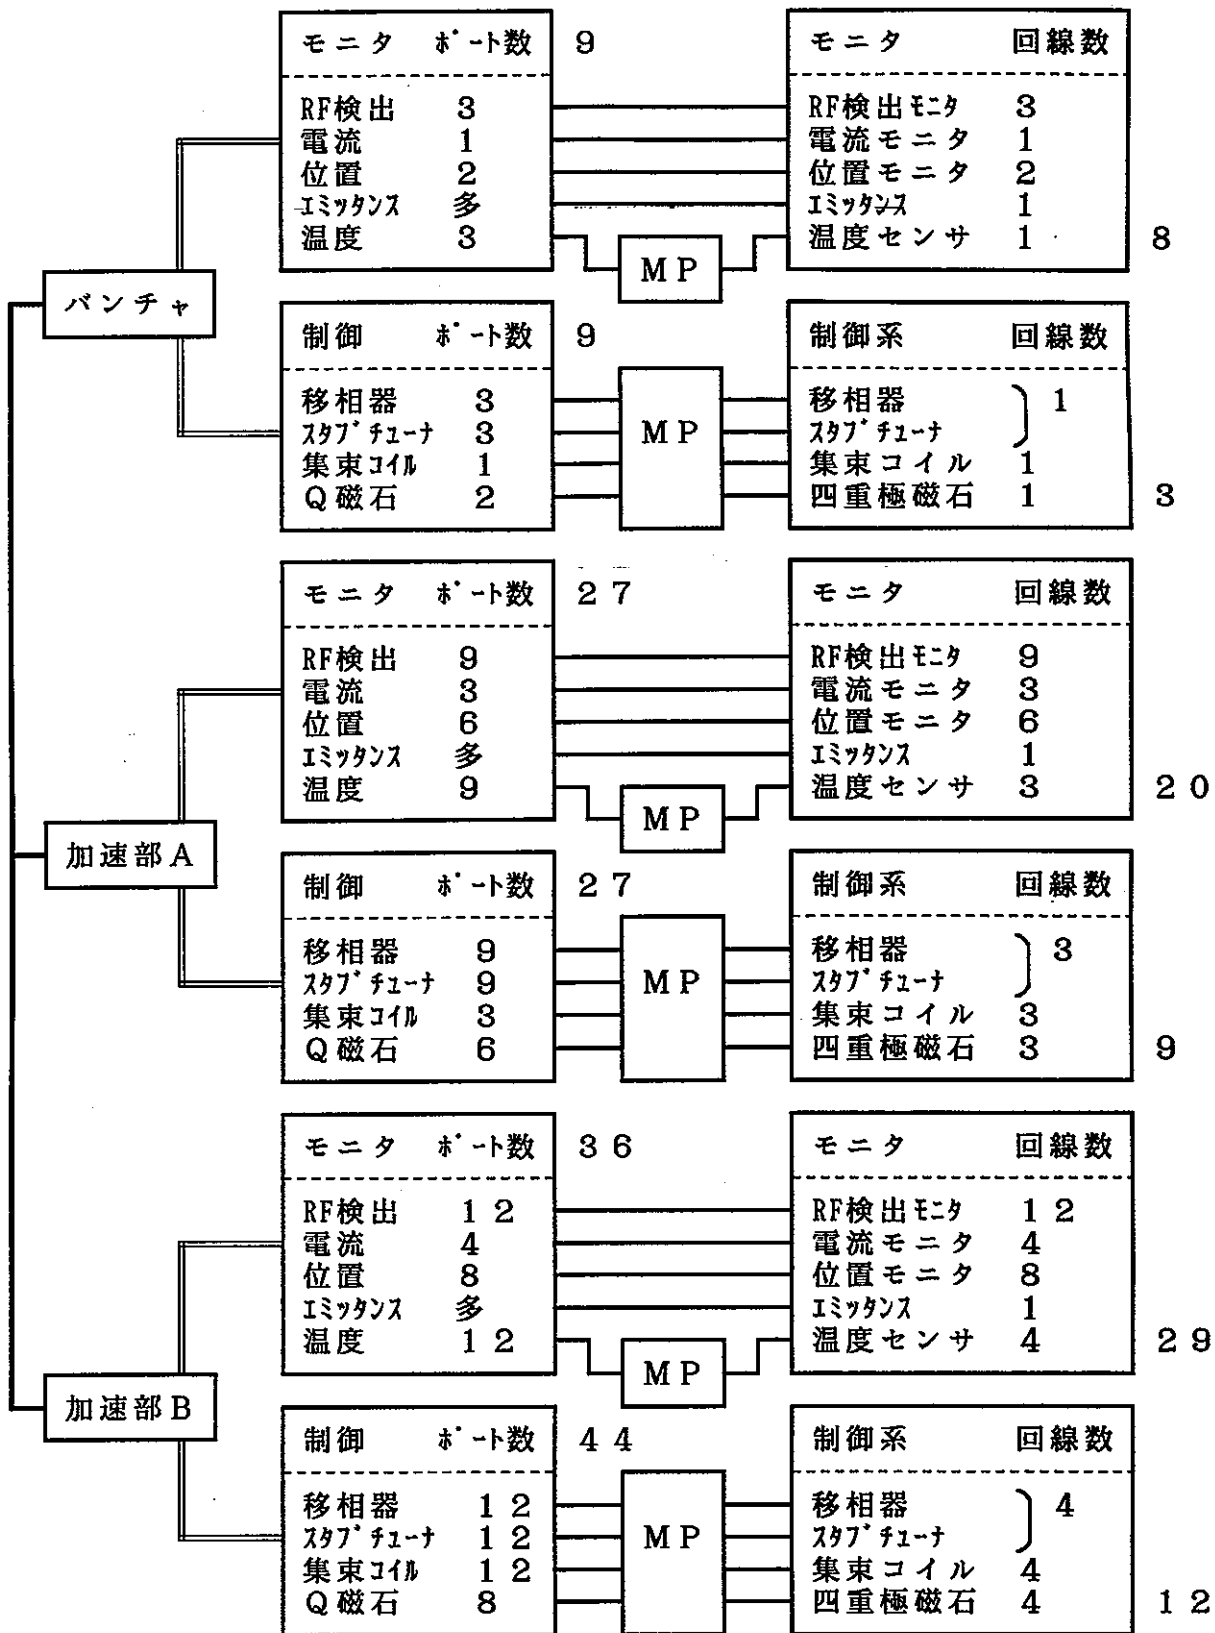 バンチャ
モニタ ポート数 9
RF検出 3
電流 1
位置 2
エミッタンス 多
温度 3
MP
モニタ 回線数
RF検出モニタ 3
電流モニタ 1
位置モニタ 2
エミッタンス 1
温度センサ 1 8
制御 ポート数 9
移相器 3
スタブチューナ 3
集束コイル 1
Q磁石 2
MP
制御系 回線数
移相器 1
スタブチューナ
集束コイル 1
四重極磁石 1 3
加速部A
モニタ ポート数 27
RF検出 9
電流 3
位置 6
エミッタンス 多
温度 9
MP
モニタ 回線数
RF検出モニタ 9
電流モニタ 3
位置モニタ 6
エミッタンス 1
温度センサ 3 20
制御 ポート数 27
移相器 9
スタブチューナ 9
集束コイル 3
Q磁石 6
MP
制御系 回線数
移相器 3
スタブチューナ
集束コイル 3
四重極磁石 3 9
加速部B
モニタ ポート数 36
RF検出 12
電流 4
位置 8
エミッタンス 多
温度 12
MP
モニタ 回線数
RF検出モニタ 12
電流モニタ 4
位置モニタ 8
エミッタンス 1
温度センサ 4 29
制御 ポート数 44
移相器 12
スタブチューナ 12
集束コイル 12
Q磁石 8
MP
制御系 回線数
移相器 4
スタブチューナ
集束コイル 4
四重極磁石 4 12